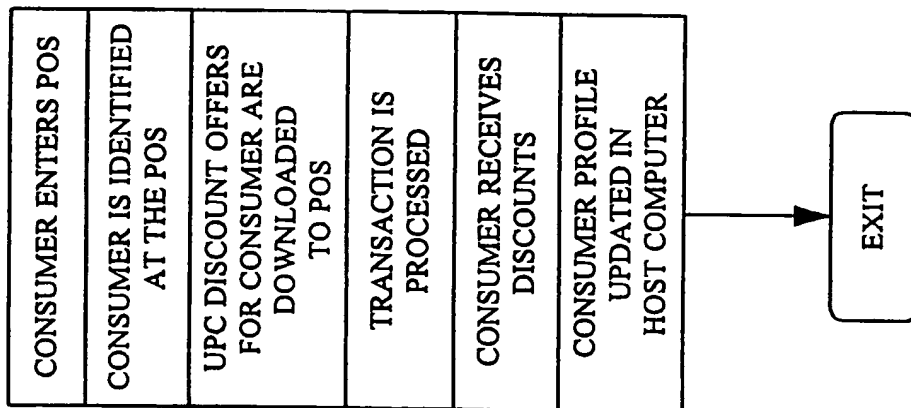 CONSUMER ENTERS POS
CONSUMER IS IDENTIFIED
AT THE POS
UPC DISCOUNT OFFERS
FOR CONSUMER ARE
DOWNLOADED
TO POS
TRANSACTION IS
PROCESSED
CONSUMER RECEIVES
DISCOUNTS
CONSUMER PROFILE
UPDATED IN
HOST COMPUTER
EXIT